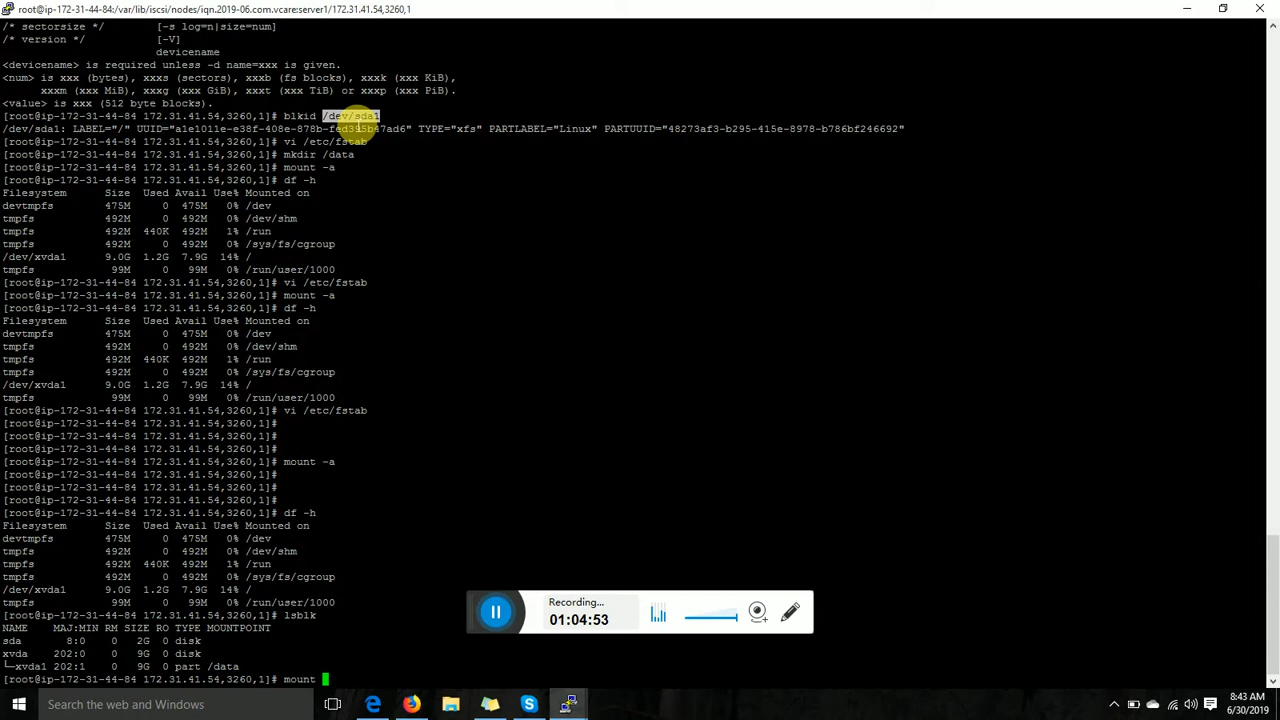 root@ip-172-31-44-84:/var/lib/iscsi/nodes/iqn.2019-06.com.vcare:server1/172.31.41.54,3260,1
/* sectorsize */ [-s log=n|size=num]
/* version */ [-V]
devicename
<devicename> is required unless -d name=xxx is given.
<num> is xxx (bytes), xxxs (sectors), xxxb (fs blocks), xxxk (xxx KiB),
xxxm (xxx MiB), xxxg (xxx GiB), xxxt (xxx TiB) or xxxp (xxx PiB).
<value> is xxx (512 byte blocks).
[root@ip-172-31-44-84 172.31.41.54,3260,1]# blkid /dev/sda1
/dev/sda1: LABEL="/" UUID="a1e1011e-e38f-408e-878b-fed395b47ad6" TYPE="xfs" PARTLABEL="Linux" PARTUUID="48273af3-b295-415e-8978-b786bf246692"
[root@ip-172-31-44-84 172.31.41.54,3260,1]# vi /etc/fstab
[root@ip-172-31-44-84 172.31.41.54,3260,1]# mkdir /data
[root@ip-172-31-44-84 172.31.41.54,3260,1]# mount -a
[root@ip-172-31-44-84 172.31.41.54,3260,1]# df -h
Filesystem Size Used Avail Use% Mounted on
devtmpfs 475M 0 475M 0% /dev
tmpfs 492M 0 492M 0% /dev/shm
tmpfs 492M 440K 492M 1% /run
tmpfs 492M 0 492M 0% /sys/fs/cgroup
/dev/xvda1 9.0G 1.2G 7.9G 14% /
tmpfs 99M 0 99M 0% /run/user/1000
[root@ip-172-31-44-84 172.31.41.54,3260,1]# vi /etc/fstab
[root@ip-172-31-44-84 172.31.41.54,3260,1]# mount -a
[root@ip-172-31-44-84 172.31.41.54,3260,1]# df -h
Filesystem Size Used Avail Use% Mounted on
devtmpfs 475M 0 475M 0% /dev
tmpfs 492M 0 492M 0% /dev/shm
tmpfs 492M 440K 492M 1% /run
tmpfs 492M 0 492M 0% /sys/fs/cgroup
/dev/xvda1 9.0G 1.2G 7.9G 14% /
tmpfs 99M 0 99M 0% /run/user/1000
[root@ip-172-31-44-84 172.31.41.54,3260,1]# vi /etc/fstab
[root@ip-172-31-44-84 172.31.41.54,3260,1]#
[root@ip-172-31-44-84 172.31.41.54,3260,1]#
[root@ip-172-31-44-84 172.31.41.54,3260,1]#
[root@ip-172-31-44-84 172.31.41.54,3260,1]# mount -a
[root@ip-172-31-44-84 172.31.41.54,3260,1]#
[root@ip-172-31-44-84 172.31.41.54,3260,1]#
[root@ip-172-31-44-84 172.31.41.54,3260,1]#
[root@ip-172-31-44-84 172.31.41.54,3260,1]# df -h
Filesystem Size Used Avail Use% Mounted on
devtmpfs 475M 0 475M 0% /dev
tmpfs 492M 0 492M 0% /dev/shm
tmpfs 492M 440K 492M 1% /run
tmpfs 492M 0 492M 0% /sys/fs/cgroup
/dev/xvda1 9.0G 1.2G 7.9G 14% /
tmpfs 99M 0 99M 0% /run/user/1000
[root@ip-172-31-44-84 172.31.41.54,3260,1]# lsblk
NAME MAJ:MIN RM SIZE RO TYPE MOUNTPOINT
sda 8:0 0 2G 0 disk
xvda 202:0 0 9G 0 disk
└─xvda1 202:1 0 9G 0 part /data
[root@ip-172-31-44-84 172.31.41.54,3260,1]# mount
Recording...
01:04:53
Search the web and Windows
8:43 AM
6/30/2019